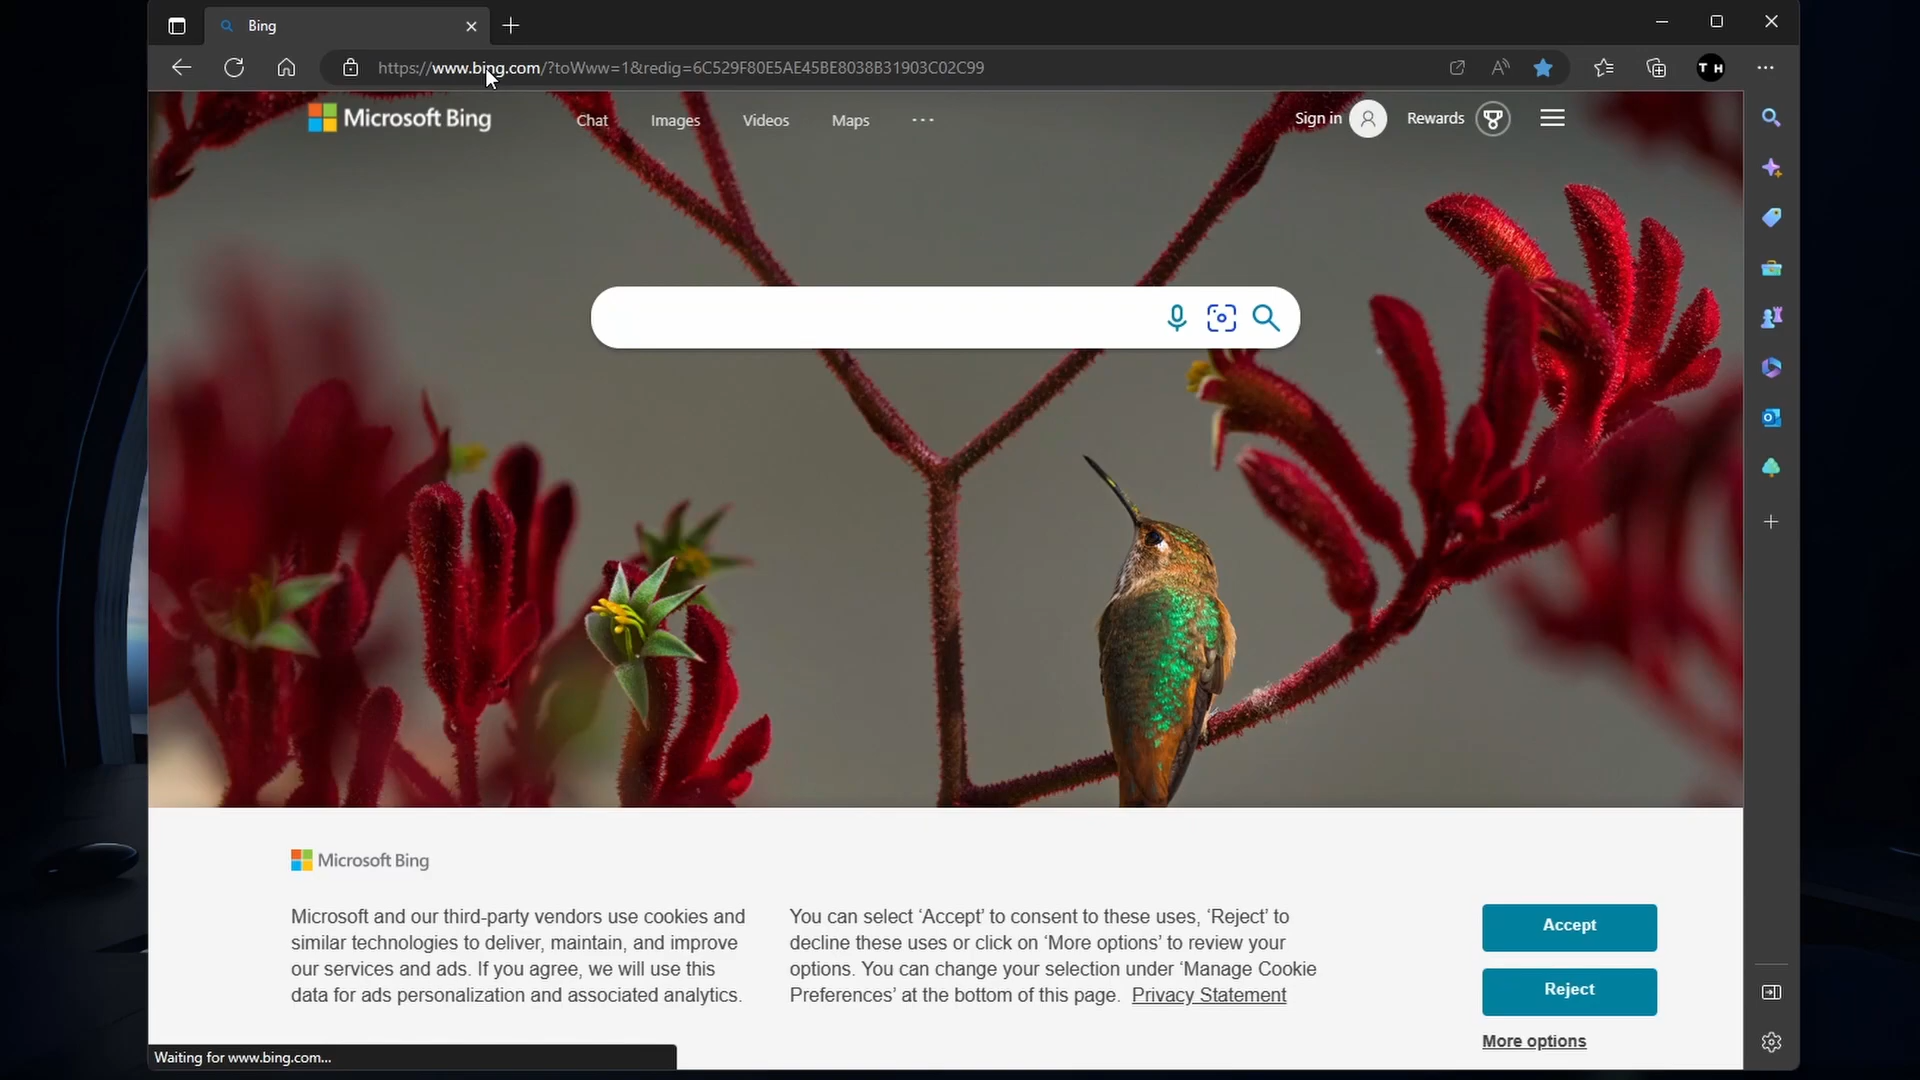 Bing
https://www.bing.com/?toWww=1&redig=6C529F80E5AE45BE8038B31903C02C99
T H
Microsoft Bing
Chat
Images
Videos
Maps
Sign in
Rewards
Microsoft Bing
Microsoft and our third-party vendors use cookies and
similar technologies to deliver, maintain, and improve
our services and ads. If you agree, we will use this
data for ads personalization and associated analytics.
You can select ‘Accept’ to consent to these uses, ‘Reject’ to
decline these uses or click on ‘More options’ to review your
options. You can change your selection under ‘Manage Cookie
Preferences’ at the bottom of this page. Privacy Statement
Accept
Reject
More options
Waiting for www.bing.com...